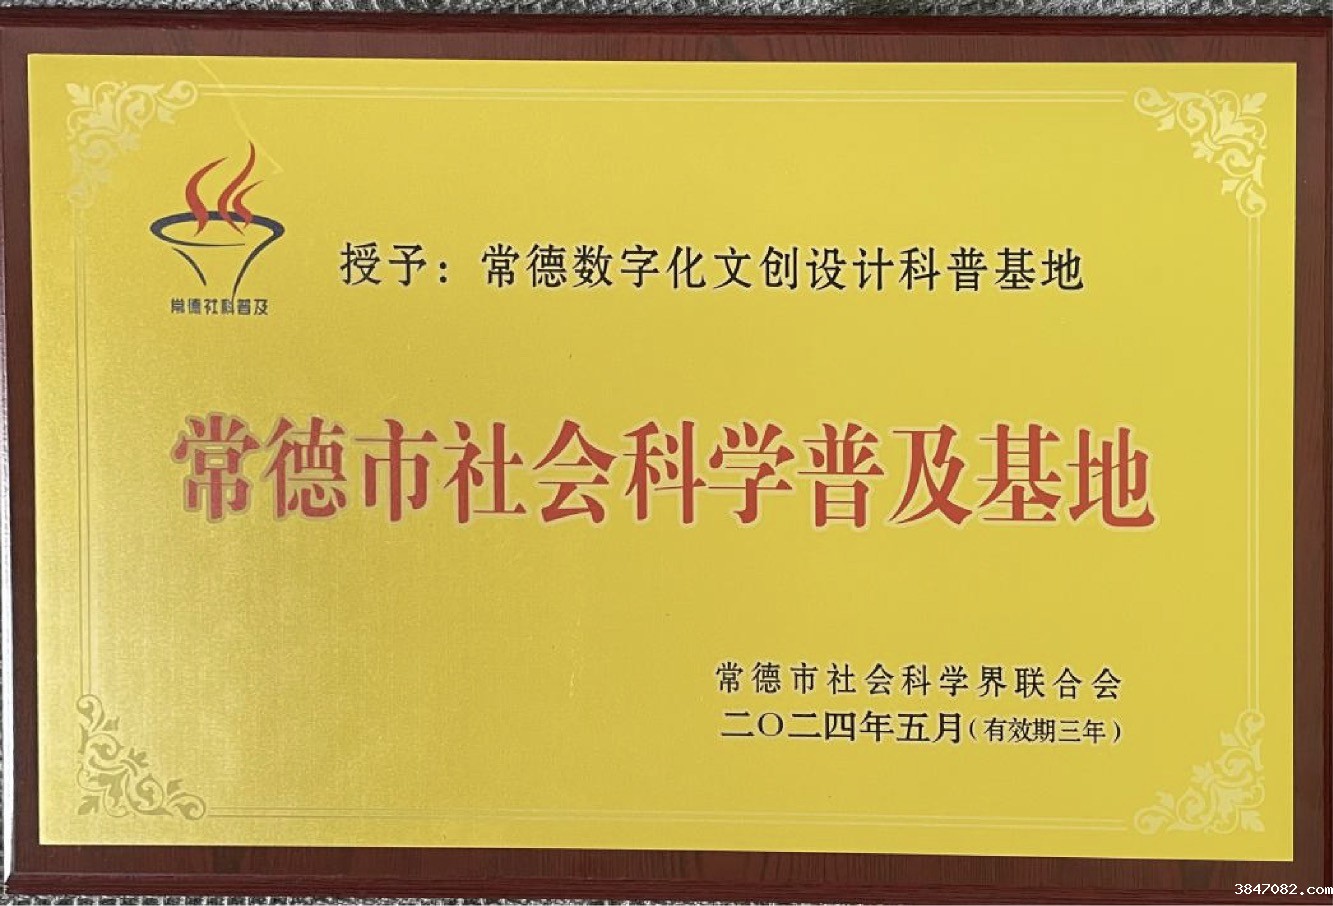 常德社科普及
授予：常德数字化文创设计科普基地
常德市社会科学普及基地
常德市社会科学界联合会
二〇二四年五月（有效期三年）
3847082.com